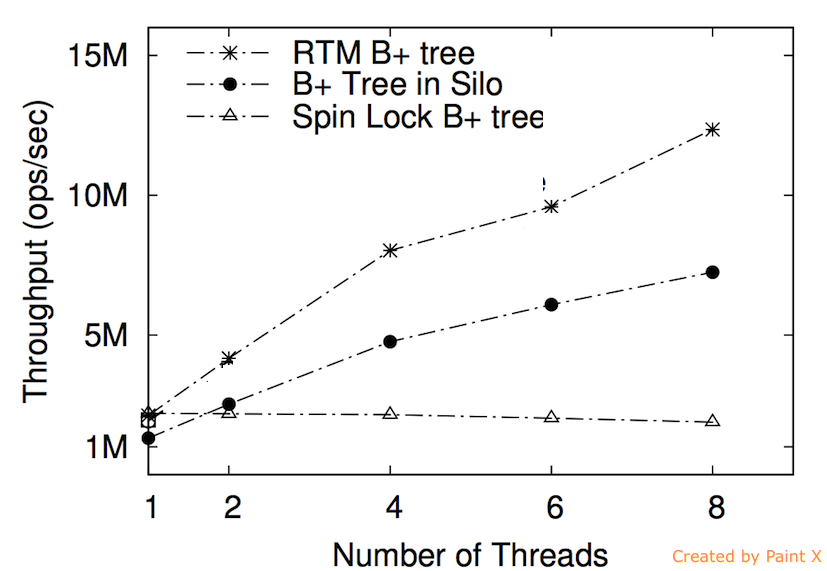 RTM B+ tree
B+ Tree in Silo
Spin Lock B+ tree
15M
10M
5M
1M
Throughput (ops/sec)
1 2 4 6 8
Number of Threads
Created by Paint X